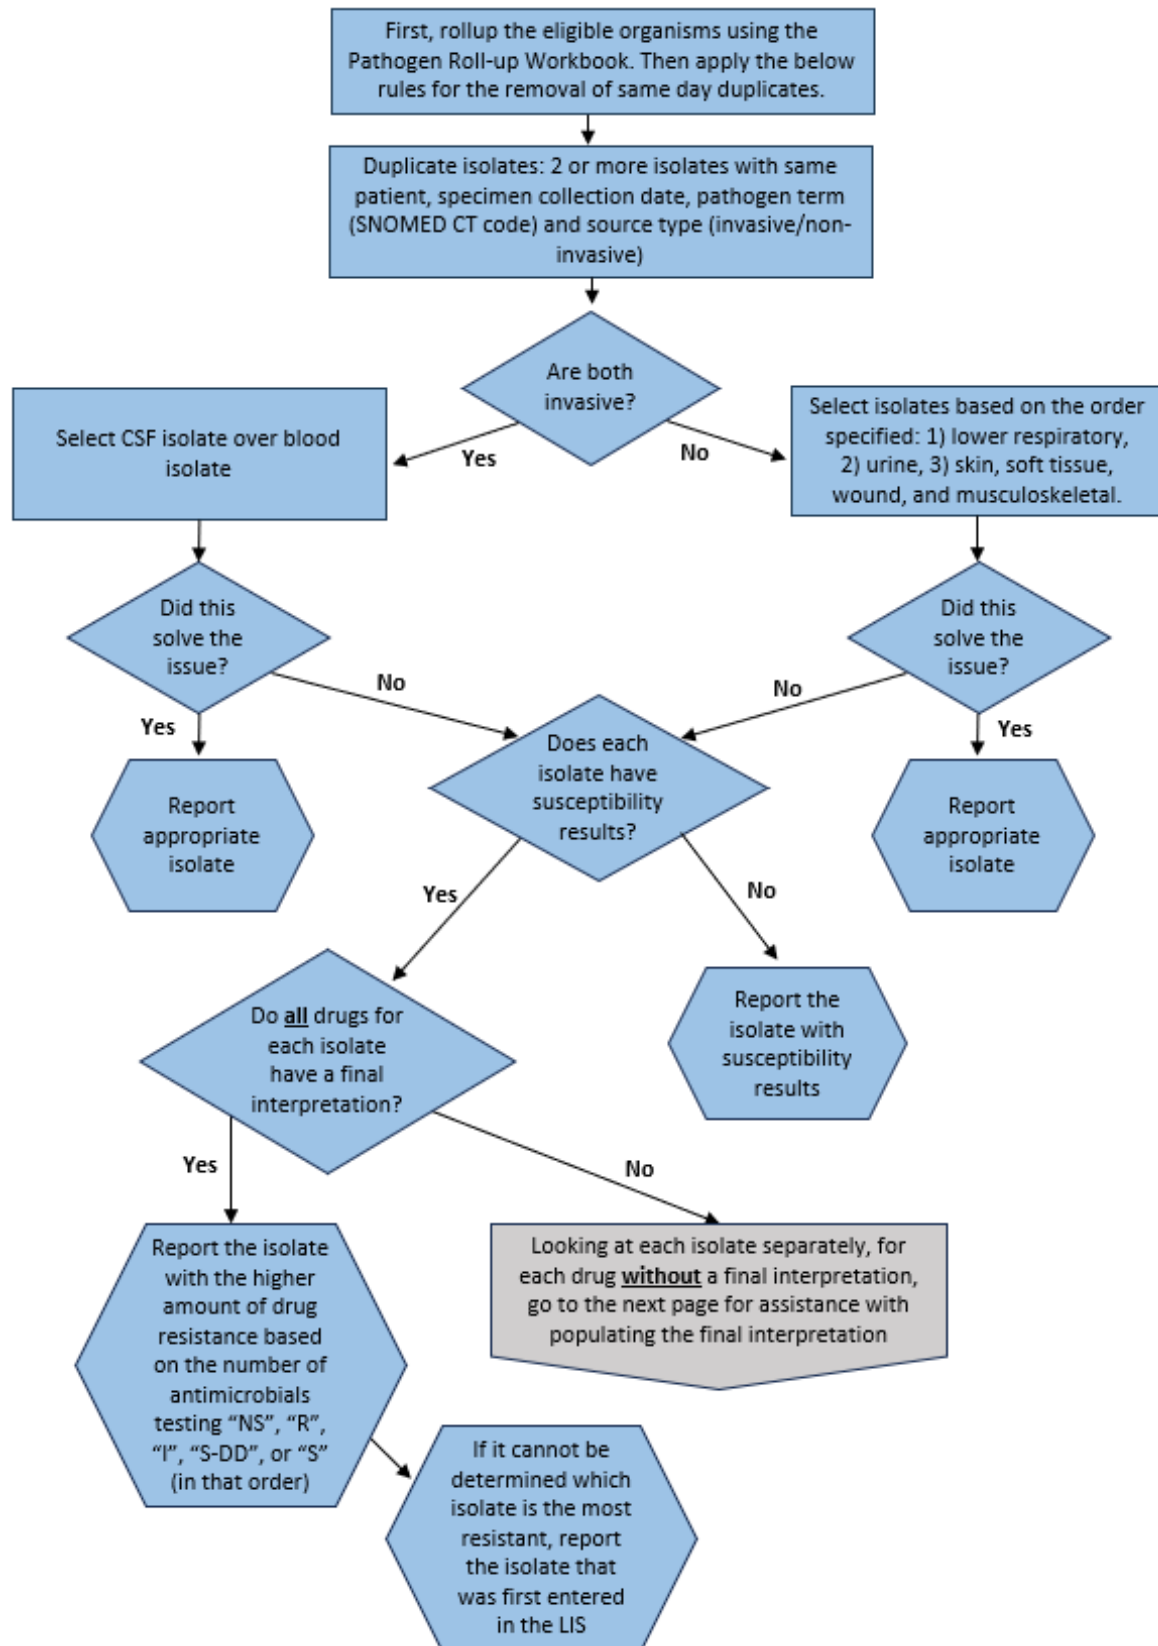 First, rollup the eligible organisms using the
Pathogen Roll-up Workbook. Then apply the below
rules for the removal of same day duplicates.
Duplicate isolates: 2 or more isolates with same
patient, specimen collection date, pathogen term
(SNOMED CT code) and source type (invasive/non-
invasive)
Are both
invasive?
Yes
No
Select CSF isolate over blood
isolate
Select isolates based on the order
specified: 1) lower respiratory,
2) urine, 3) skin, soft tissue,
wound, and musculoskeletal.
Did this
solve the
issue?
Did this
solve the
issue?
No
No
Yes
Yes
Report
appropriate
isolate
Does each
isolate have
susceptibility
results?
Report
appropriate
isolate
Yes
No
Do all drugs for
each isolate
have a final
interpretation?
Report the
isolate with
susceptibility
results
Yes
No
Report the isolate
with the higher
amount of drug
resistance based
on the number of
antimicrobials
testing “NS”, “R”,
“I”, “S-DD”, or “S”
(in that order)
Looking at each isolate separately, for
each drug without a final interpretation,
go to the next page for assistance with
populating the final interpretation
If it cannot be
determined which
isolate is the most
resistant, report
the isolate that
was first entered
in the LIS